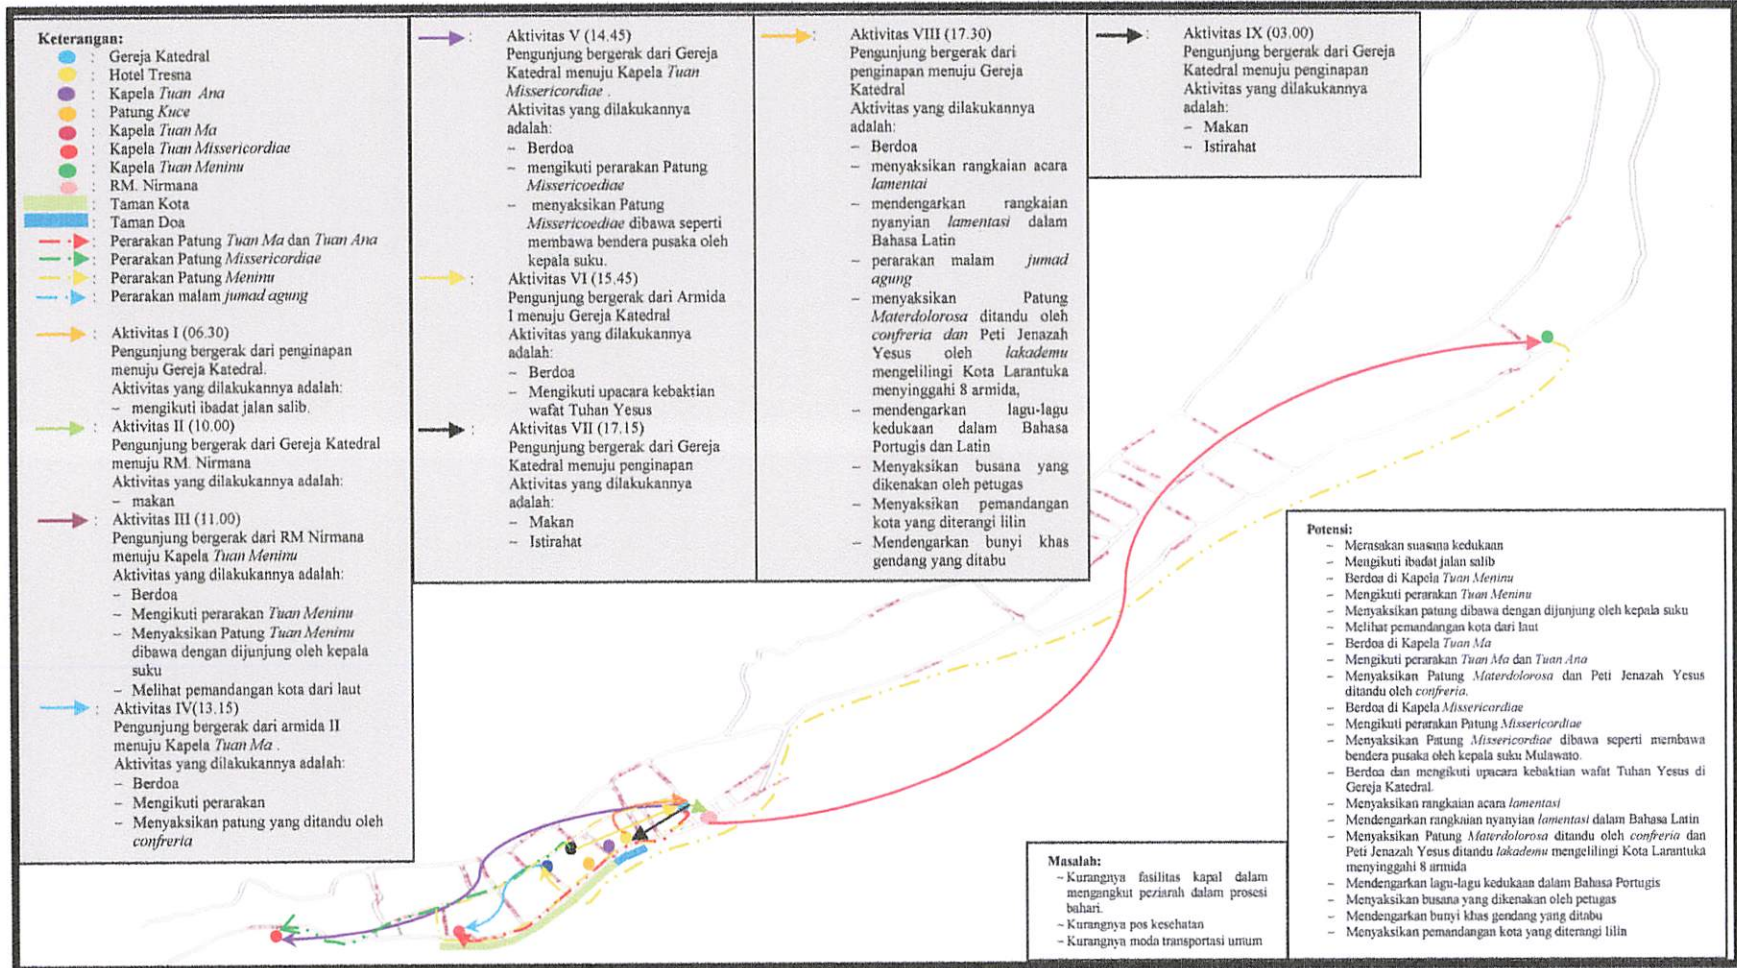 Keterangan:
: Gereja Katedral
: Hotel Tresna
: Kapela Tuan Ana
: Patung Kuce
: Kapela Tuan Ma
: Kapela Tuan Missericordiae
: Kapela Tuan Meninu
: RM. Nirmana
: Taman Kota
: Taman Doa
: Perarakan Patung Tuan Ma dan Tuan Ana
: Perarakan Patung Missericordiae
: Perarakan Patung Meninu
: Perarakan malam jumad agung
: Aktivitas I (06.30)
Pengunjung bergerak dari penginapan
menuju Gereja Katedral.
Aktivitas yang dilakukannya adalah:
– mengikuti ibadat jalan salib.
: Aktivitas II (10.00)
Pengunjung bergerak dari Gereja Katedral
menuju RM. Nirmana
Aktivitas yang dilakukannya adalah:
– makan
: Aktivitas III (11.00)
Pengunjung bergerak dari RM Nirmana
menuju Kapela Tuan Meninu
Aktivitas yang dilakukannya adalah:
– Berdoa
– Mengikuti perarakan Tuan Meninu
– Menyaksikan Patung Tuan Meninu
dibawa dengan dijunjung oleh kepala
suku
– Melihat pemandangan kota dari laut
: Aktivitas IV(13.15)
Pengunjung bergerak dari armida II
menuju Kapela Tuan Ma .
Aktivitas yang dilakukannya adalah:
– Berdoa
– Mengikuti perarakan
– Menyaksikan patung yang ditandu oleh
confreria
: Aktivitas V (14.45)
Pengunjung bergerak dari Gereja
Katedral menuju Kapela Tuan
Missericordiae .
Aktivitas yang dilakukannya
adalah:
– Berdoa
– mengikuti perarakan Patung
Missericoediae
– menyaksikan Patung
Missericoediae dibawa seperti
membawa bendera pusaka oleh
kepala suku.
: Aktivitas VI (15.45)
Pengunjung bergerak dari Armida
I menuju Gereja Katedral
Aktivitas yang dilakukannya
adalah:
– Berdoa
– Mengikuti upacara kebaktian
wafat Tuhan Yesus
: Aktivitas VII (17.15)
Pengunjung bergerak dari Gereja
Katedral menuju penginapan
Aktivitas yang dilakukannya
adalah:
– Makan
– Istirahat
: Aktivitas VIII (17.30)
Pengunjung bergerak dari
penginapan menuju Gereja
Katedral
Aktivitas yang dilakukannya
adalah:
– Berdoa
– menyaksikan rangkaian acara
lamentai
– mendengarkan rangkaian
nyanyian lamentasi dalam
Bahasa Latin
– perarakan malam jumad
agung
– menyaksikan Patung
Materdolorosa ditandu oleh
confreria dan Peti Jenazah
Yesus oleh lakademu
mengelilingi Kota Larantuka
menyinggahi 8 armida,
– mendengarkan lagu-lagu
kedukaan dalam Bahasa
Portugis dan Latin
– Menyaksikan busana yang
dikenakan oleh petugas
– Menyaksikan pemandangan
kota yang diterangi lilin
– Mendengarkan bunyi khas
gendang yang ditabu
: Aktivitas IX (03.00)
Pengunjung bergerak dari Gereja
Katedral menuju penginapan
Aktivitas yang dilakukannya
adalah:
– Makan
– Istirahat
Masalah:
– Kurangnya fasilitas kapal dalam
mengangkut peziarah dalam prosesi
bahari.
– Kurangnya pos kesehatan
– Kurangnya moda transportasi umum
Potensi:
– Merasakan suasana kedukaan
– Mengikuti ibadat jalan salib
– Berdoa di Kapela Tuan Meninu
– Mengikuti perarakan Tuan Meninu
– Menyaksikan patung dibawa dengan dijunjung oleh kepala suku
– Melihat pemandangan kota dari laut
– Berdoa di Kapela Tuan Ma
– Mengikuti perarakan Tuan Ma dan Tuan Ana
– Menyaksikan Patung Materdolorosa dan Peti Jenazah Yesus
ditandu oleh confreria.
– Berdoa di Kapela Missericordiae
– Mengikuti perarakan Patung Missericordiae
– Menyaksikan Patung Missericordiae dibawa seperti membawa
bendera pusaka oleh kepala suku Mulawato.
– Berdoa dan mengikuti upacara kebaktian wafat Tuhan Yesus di
Gereja Katedral.
– Menyaksikan rangkaian acara lamentasi
– Mendengarkan rangkaian nyanyian lamentasi dalam Bahasa Latin
– Menyaksikan Patung Materdolorosa ditandu oleh confreria dan
Peti Jenazah Yesus ditandu lakademu mengelilingi Kota Larantuka
menyinggahi 8 armida
– Mendengarkan lagu-lagu kedukaan dalam Bahasa Portugis
– Menyaksikan busana yang dikenakan oleh petugas
– Mendengarkan bunyi khas gendang yang ditabu
– Menyaksikan pemandangan kota yang diterangi lilin